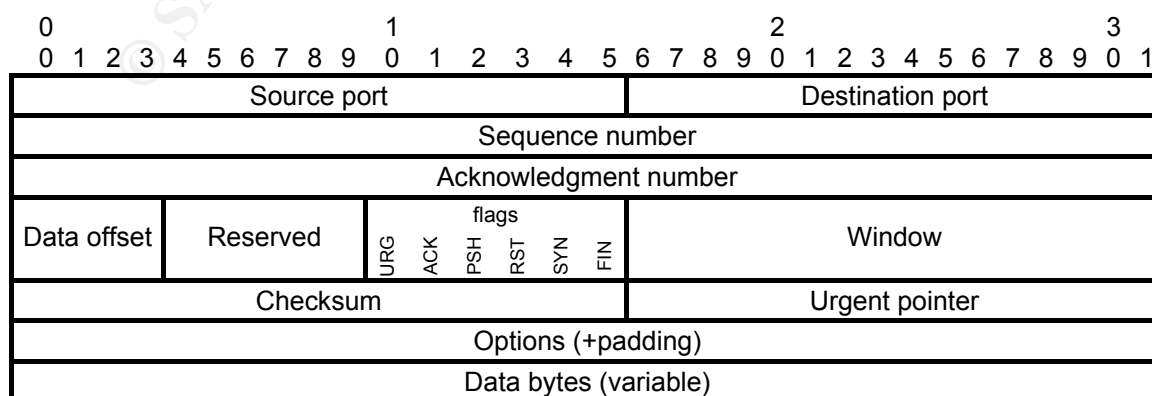 0 1 2 3
0 1 2 3 4 5 6 7 8 9 0 1 2 3 4 5 6 7 8 9 0 1 2 3 4 5 6 7 8 9 0 1
Source port Destination port
Sequence number
Acknowledgment number
Data offset Reserved flags Window
URG ACK PSH RST SYN FIN
Checksum Urgent pointer
Options (+padding)
Data bytes (variable)